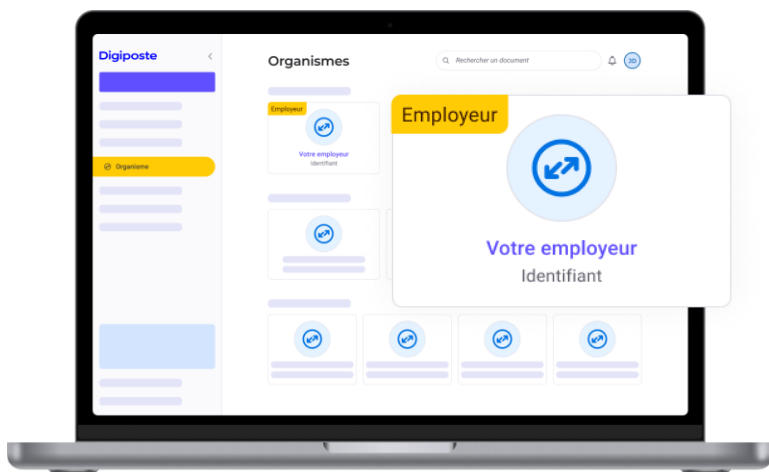 Digiposte
Organismes
Rechercher un document
JD
Employeur
Votre employeur
Identifiant
Organisme
Employeur
Votre employeur
Identifiant